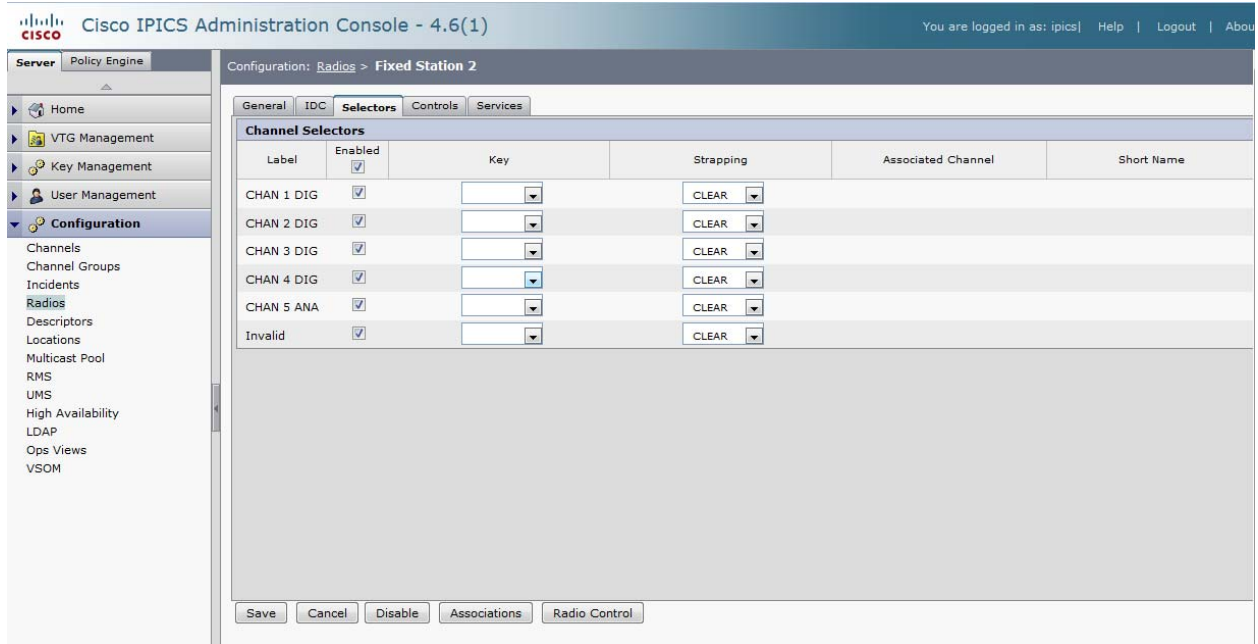 CISCO
Cisco IPICS Administration Console - 4.6(1)
You are logged in as: ipics| Help | Logout | Abou
Server Policy Engine
Configuration: Radios > Fixed Station 2
Home
VTG Management
Key Management
User Management
Configuration
Channels
Channel Groups
Incidents
Radios
Descriptors
Locations
Multicast Pool
RMS
UMS
High Availability
LDAP
Ops Views
VSOM
General IDC Selectors Controls Services
Channel Selectors
Label Enabled Key Strapping Associated Channel Short Name
CHAN 1 DIG CLEAR
CHAN 2 DIG CLEAR
CHAN 3 DIG CLEAR
CHAN 4 DIG CLEAR
CHAN 5 ANA CLEAR
Invalid CLEAR
Save Cancel Disable Associations Radio Control